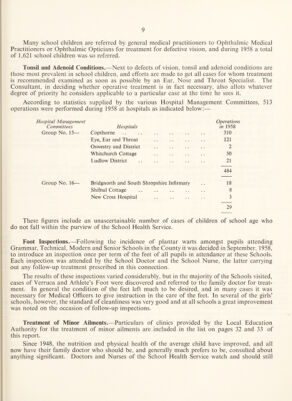 9
Many school children are referred by general medical practitioners to Ophthalmic Medical
Practitioners or Ophthalmic Opticians for treatment for defective vision, and during 1958 a total
of 1,621 school children was so referred.
Tonsil and Adenoid Conditions.—Next to defects of vision, tonsil and adenoid conditions are
those most prevalent in school children, and efforts are made to get all cases for whom treatment
is recommended examined as soon as possible by an Ear, Nose and Throat Specialist. The
Consultant, in deciding whether operative treatment is in fact necessary, also allots whatever
degree of priority he considers applicable to a particular case at the time he sees it.
According to statistics supplied by the various Hospital Management Committees, 513
operations were performed during 1958 at hospitals as indicated below:—
Hospital Management Committees Hospitals Operations in 1958
Group No. 15— Copthorne .. .. .. .. .. 310
Eye, Ear and Throat .. .. .. .. 121
Oswestry and District .. .. .. .. 2
Whitchurch Cottage .. .. .. .. 30
Ludlow District .. .. .. .. .. 21
484
Group No. 16— Bridgnorth and South Shropshire Infirmary .. 18
Shifnal Cottage .. .. .. .. .. 8
New Cross Hospital .. .. .. .. 3
29
These figures include an unascertainable number of cases of children of school age who
do not fall within the purview of the School Health Service.
Foot Inspections.—Following the incidence of plantar warts amongst pupils attending
Grammar, Technical, Modern and Senior Schools in the County it was decided in September, 1958,
to introduce an inspection once per term of the feet of all pupils in attendance at these Schools.
Each inspection was attended by the School Doctor and the School Nurse, the latter carrying
out any follow-up treatment prescribed in this connection.
The results of these inspections varied considerably, but in the majority of the Schools visited,
cases of Verruca and Athlete's Foot were discovered and referred to the family doctor for treat-
ment. In general the condition of the feet left much to be desired, and in many cases it was
necessary for Medical Officers to give instruction in the care of the feet. In several of the girls'
schools, however, the standard of cleanliness was very good and at all schools a great improvement
was noted on the occasion of follow-up inspections.
Treatment of Minor Ailments.—Particulars of clinics provided by the Local Education
Authority for the treatment of minor ailments are included in the list on pages 32 and 33 of
this report.
Since 1948, the nutrition and physical health of the average child have improved, and all
now have their family doctor who should be, and generally much prefers to be, consulted about
anything significant. Doctors and Nurses of the School Health Service watch and should still